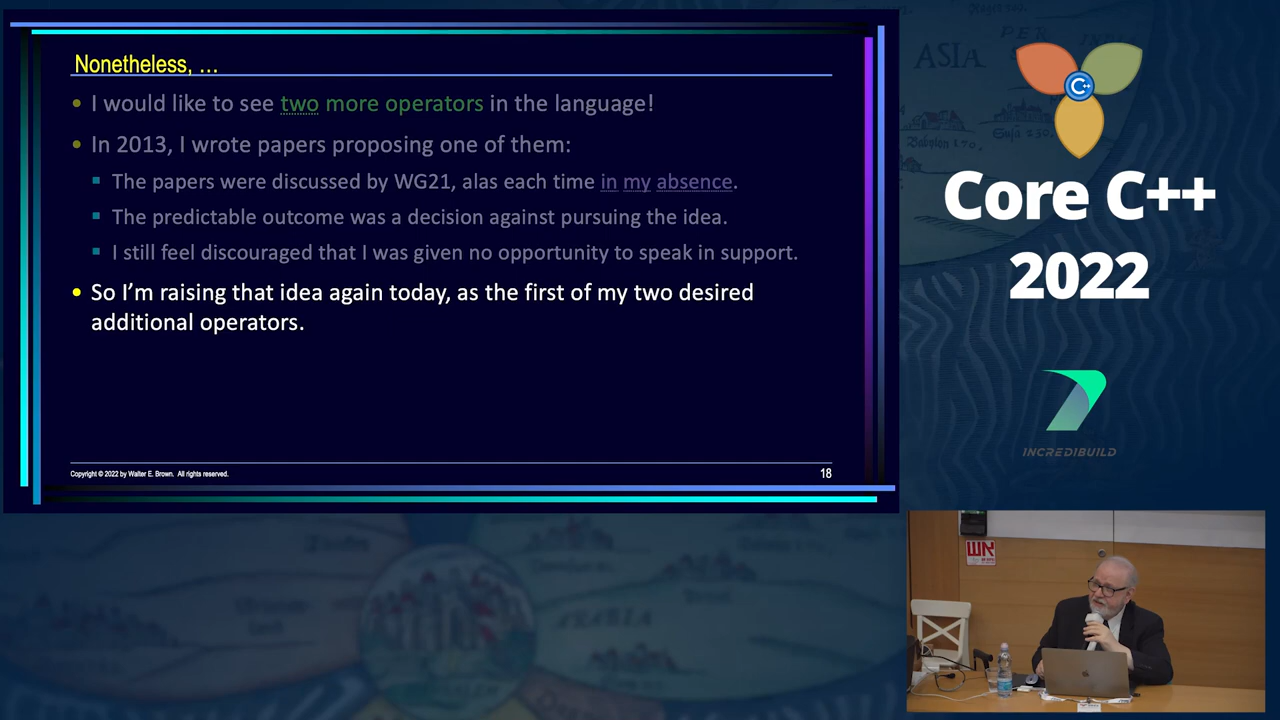 Nonetheless, …
• I would like to see two more operators in the language!
• In 2013, I wrote papers proposing one of them:
▪ The papers were discussed by WG21, alas each time in my absence.
▪ The predictable outcome was a decision against pursuing the idea.
▪ I still feel discouraged that I was given no opportunity to speak in support.
• So I’m raising that idea again today, as the first of my two desired
additional operators.
Copyright © 2022 by Walter E. Brown. All rights reserved.
18
ASIA
C++
Core C++
2022
INCREDIBUILD
אש
ARABIA